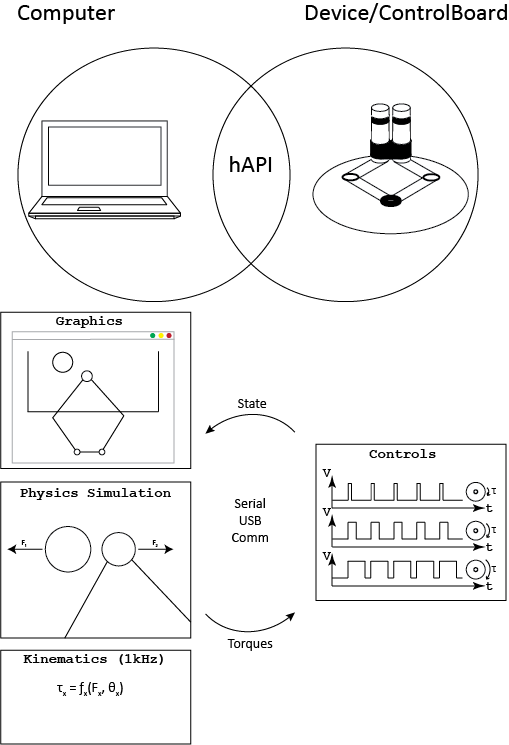 Computer
Device/ControlBoard
hAPI
Graphics
State
Controls
V
τ
t
V
τ
t
V
τ
t
Physics Simulation
F₁
F₂
Serial
USB
Comm
Torques
Kinematics (1kHz)
τₓ = ƒₓ(Fₓ, θₓ)